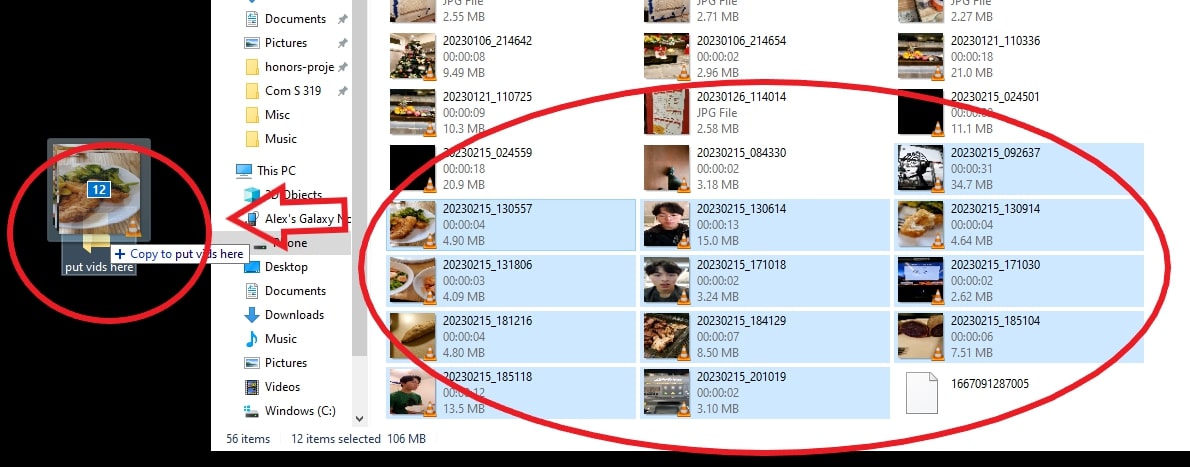 12
Copy to put vids here
put vids here
Documents
Pictures
honors-proje
Com S 319
Misc
Music
This PC
3D Objects
Alex's Galaxy No
Phone
Desktop
Documents
Downloads
Music
Pictures
Videos
Windows (C:)
JPG File
2.55 MB
JPG File
2.71 MB
JPG File
2.27 MB
20230106_214642
00:00:08
9.49 MB
20230106_214654
00:00:02
2.96 MB
20230121_110336
00:00:18
21.0 MB
20230121_110725
00:00:09
10.3 MB
20230126_114014
JPG File
2.58 MB
20230215_024501
11.1 MB
20230215_024559
00:00:18
20.9 MB
20230215_084330
00:00:02
3.18 MB
20230215_092637
00:00:31
34.7 MB
20230215_130557
00:00:04
4.90 MB
20230215_130614
00:00:13
15.0 MB
20230215_130914
00:00:04
4.64 MB
20230215_131806
00:00:03
4.09 MB
20230215_171018
00:00:02
3.24 MB
20230215_171030
00:00:02
2.62 MB
20230215_181216
00:00:04
4.80 MB
20230215_184129
00:00:07
8.50 MB
20230215_185104
00:00:06
7.51 MB
20230215_185118
00:00:12
13.5 MB
20230215_201019
00:00:02
3.10 MB
1667091287005
56 items 12 items selected 106 MB